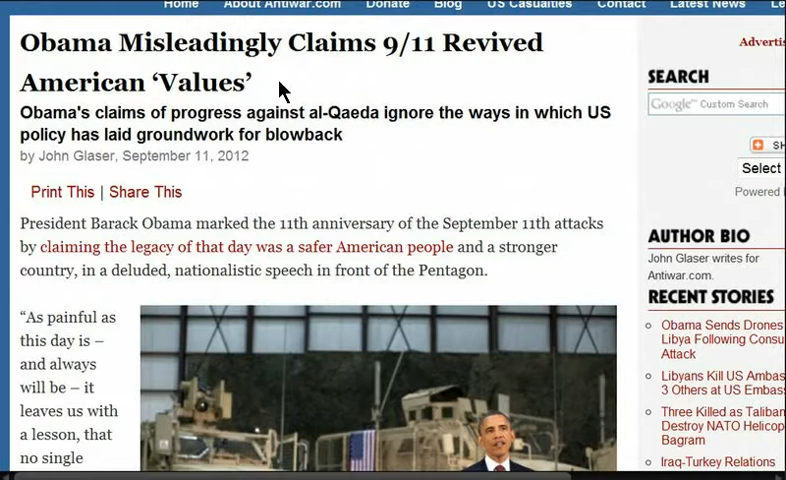 Home About Antiwar.com Donate Blog US Casualties Contact Latest News
Obama Misleadingly Claims 9/11 Revived
American ‘Values’
Obama's claims of progress against al-Qaeda ignore the ways in which US
policy has laid groundwork for blowback
by John Glaser, September 11, 2012
Print This | Share This
President Barack Obama marked the 11th anniversary of the September 11th attacks
by claiming the legacy of that day was a safer American people and a stronger
country, in a deluded, nationalistic speech in front of the Pentagon.
“As painful as
this day is –
and always
will be – it
leaves us with
a lesson, that
no single
Adverti
SEARCH
Google™ Custom Search
SH
Select
Powered
AUTHOR BIO
John Glaser writes for
Antiwar.com.
RECENT STORIES
Obama Sends Drones
Libya Following Consu
Attack
Libyans Kill US Ambas
3 Others at US Embas
Three Killed as Taliban
Destroy NATO Helicop
Bagram
Iraq-Turkey Relations